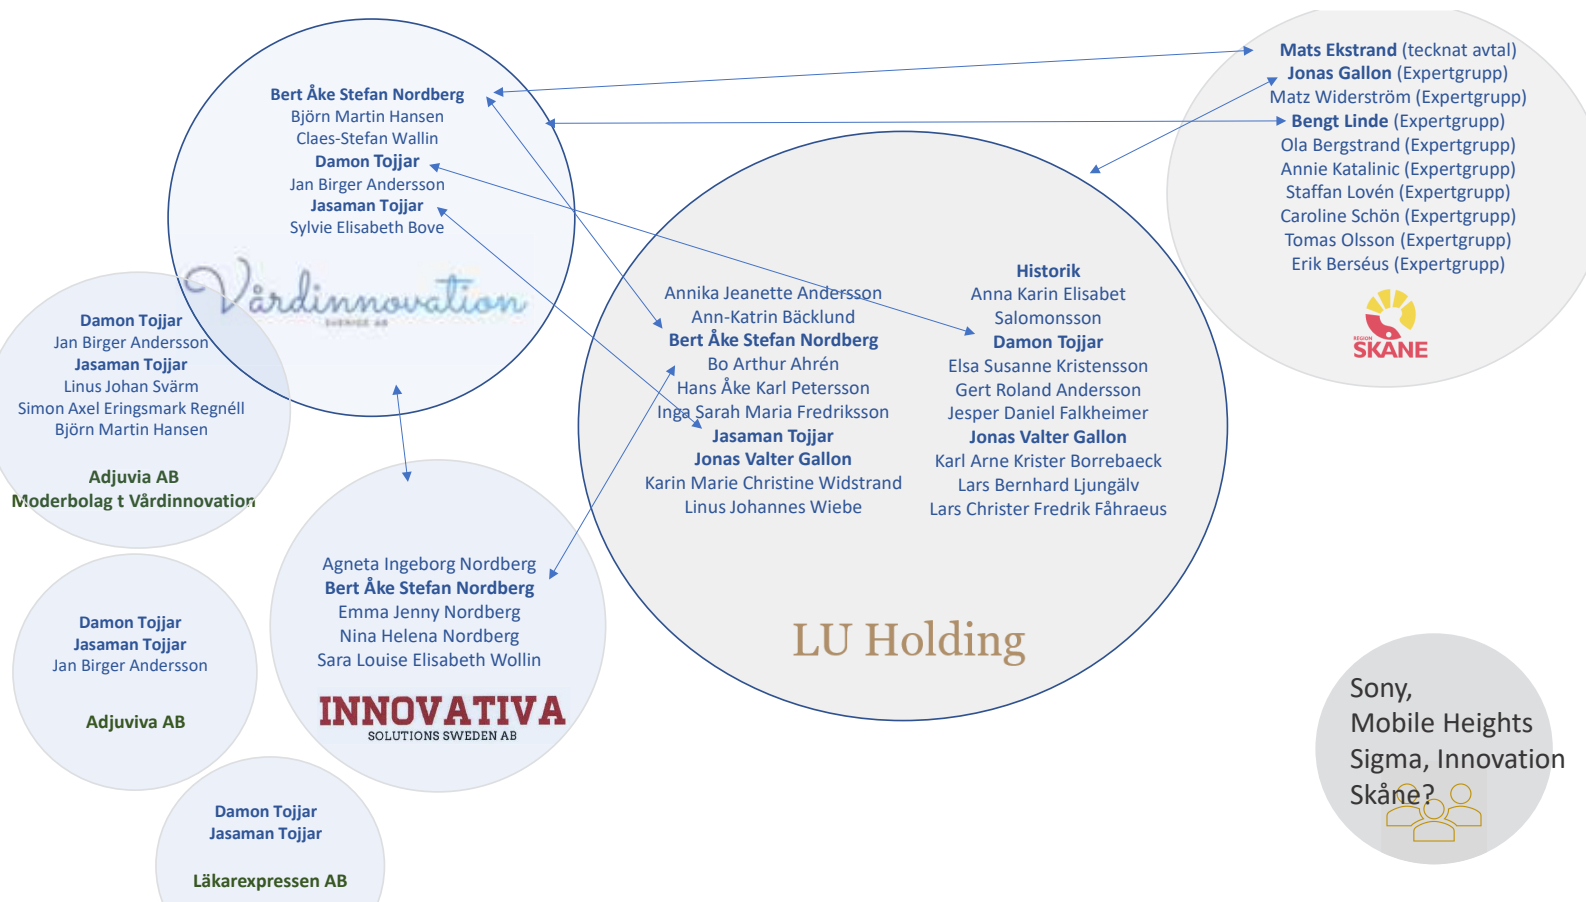 Bert Åke Stefan Nordberg
Björn Martin Hansen
Claes-Stefan Wallin
Damon Tojjar
Jan Birger Andersson
Jasaman Tojjar
Sylvie Elisabeth Bove
Vårdinnovation
SVERIGE AB
Mats Ekstrand (tecknat avtal)
Jonas Gallon (Expertgrupp)
Matz Widerström (Expertgrupp)
Bengt Linde (Expertgrupp)
Ola Bergstrand (Expertgrupp)
Annie Katalinic (Expertgrupp)
Staffan Lovén (Expertgrupp)
Caroline Schön (Expertgrupp)
Tomas Olsson (Expertgrupp)
Erik Berséus (Expertgrupp)
REGION
SKÅNE
Damon Tojjar
Jan Birger Andersson
Jasaman Tojjar
Linus Johan Svärm
Simon Axel Eringsmark Regnéll
Björn Martin Hansen
Adjuvia AB
Moderbolag t Vårdinnovation
Annika Jeanette Andersson
Ann-Katrin Bäcklund
Bert Åke Stefan Nordberg
Bo Arthur Ahrén
Hans Åke Karl Petersson
Inga Sarah Maria Fredriksson
Jasaman Tojjar
Jonas Valter Gallon
Karin Marie Christine Widstrand
Linus Johannes Wiebe
Historik
Anna Karin Elisabet
Salomonsson
Damon Tojjar
Elsa Susanne Kristensson
Gert Roland Andersson
Jesper Daniel Falkheimer
Jonas Valter Gallon
Karl Arne Krister Borrebaeck
Lars Bernhard Ljungälv
Lars Christer Fredrik Fåhraeus
LU Holding
Agneta Ingeborg Nordberg
Bert Åke Stefan Nordberg
Emma Jenny Nordberg
Nina Helena Nordberg
Sara Louise Elisabeth Wollin
INNOVATIVA
SOLUTIONS SWEDEN AB
Damon Tojjar
Jasaman Tojjar
Jan Birger Andersson
Adjuviva AB
Damon Tojjar
Jasaman Tojjar
Läkarexpressen AB
Sony,
Mobile Heights
Sigma, Innovation
Skåne?